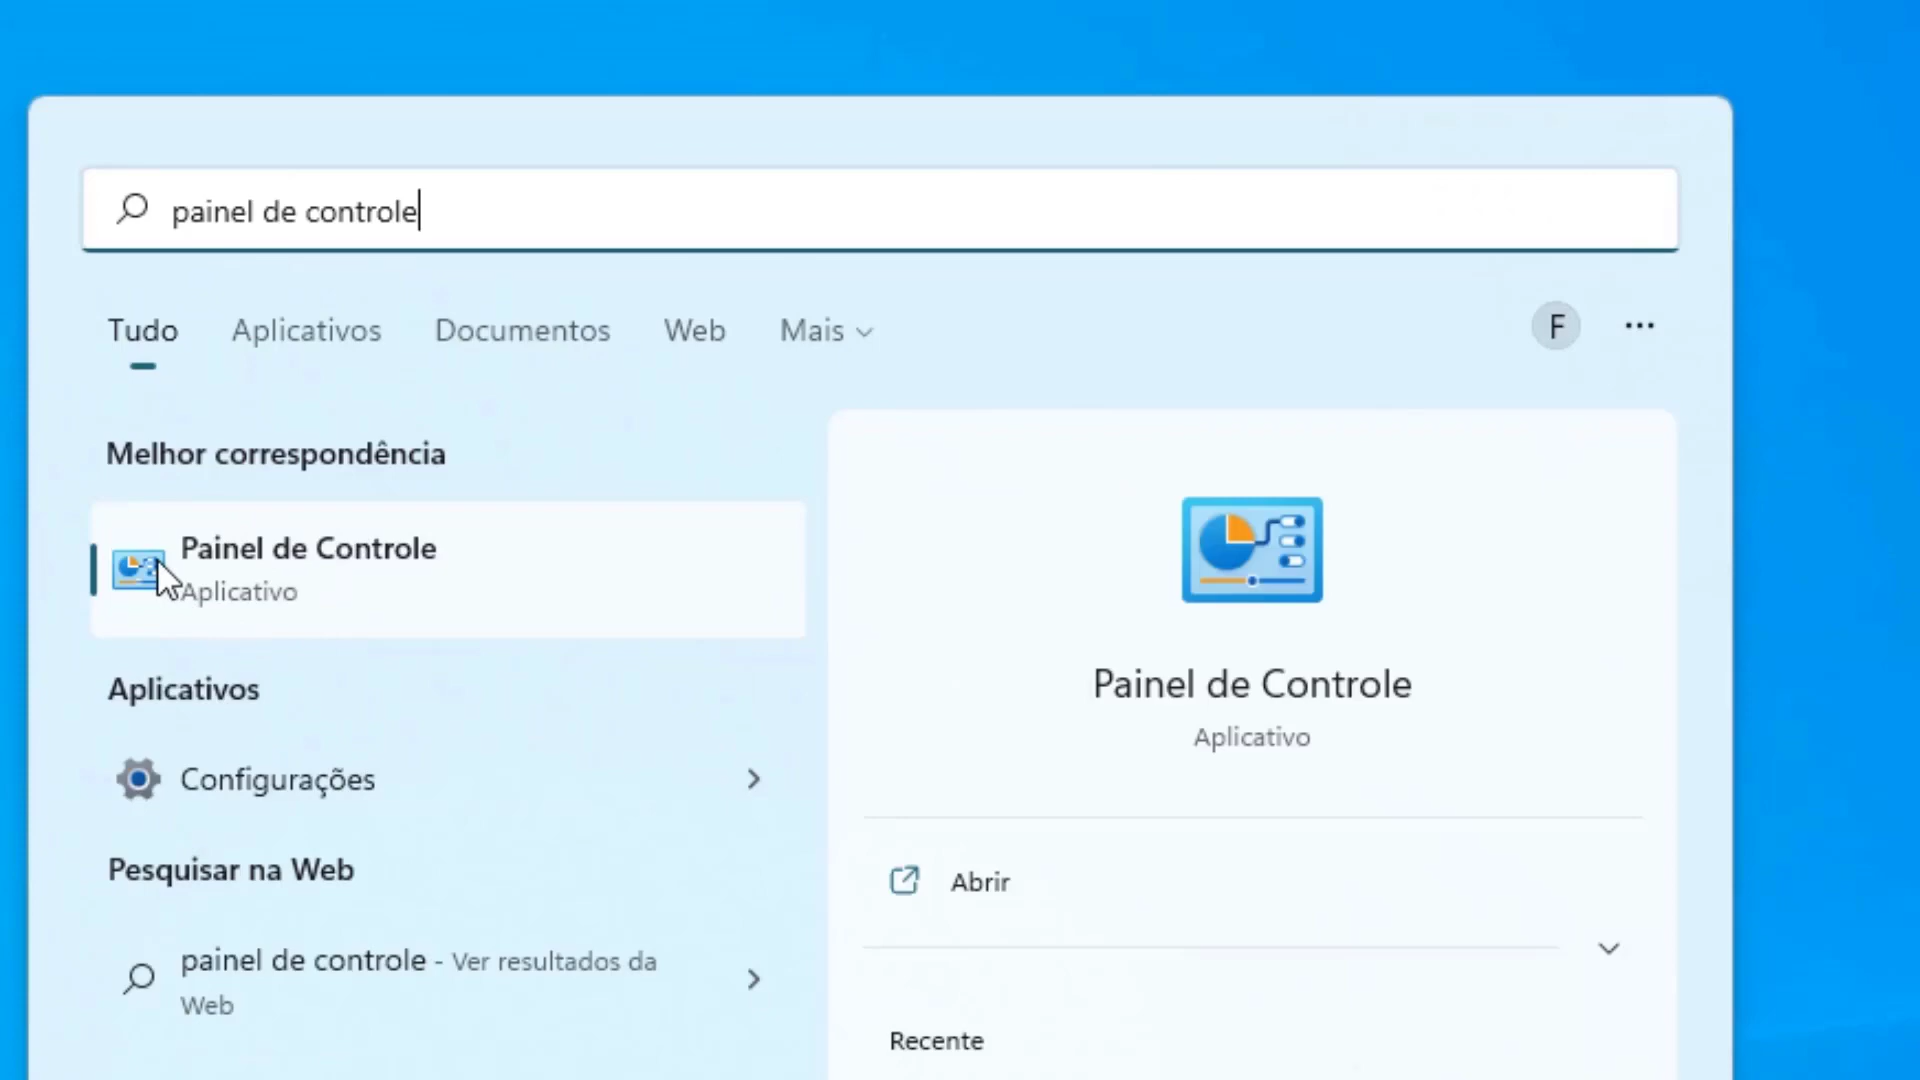 painel de controle
Tudo Aplicativos Documentos Web Mais F
Melhor correspondência
Painel de Controle
Aplicativo
Aplicativos
Configurações
Pesquisar na Web
painel de controle - Ver resultados da
Web
Painel de Controle
Aplicativo
Abrir
Recente